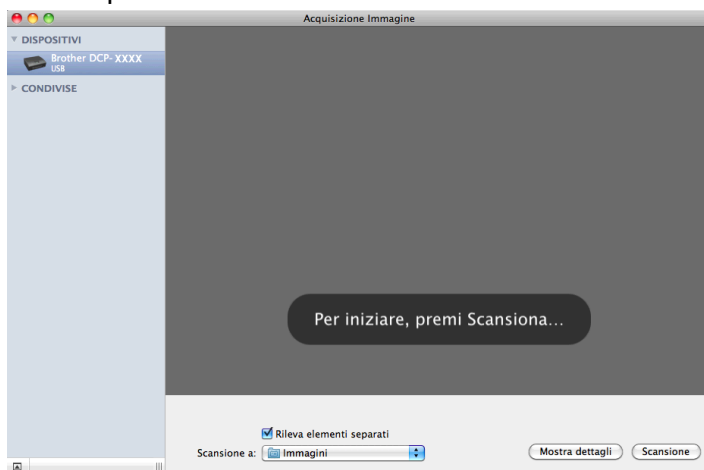 Acquisizione Immagine
DISPOSITIVI
Brother DCP-XXXX
USB
CONDIVISE
Per iniziare, premi Scansiona...
Rileva elementi separati
Scansione a: Immagini
Mostra dettagli
Scansione